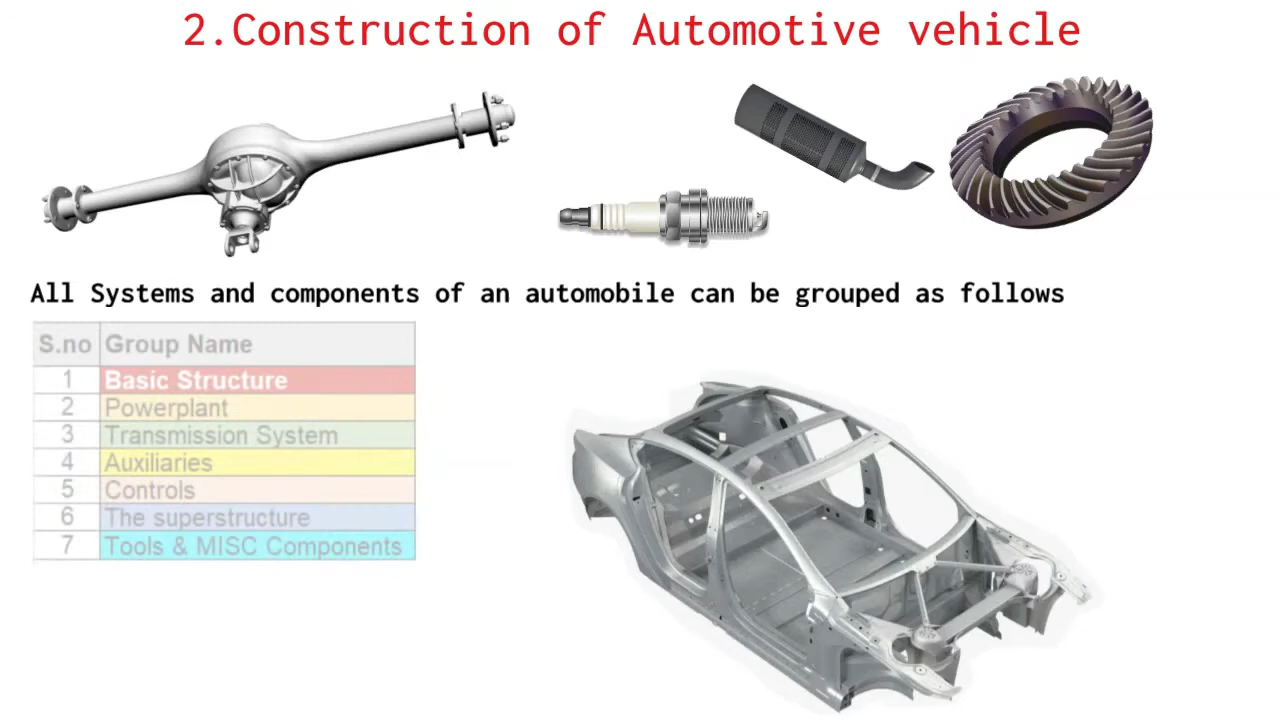 2.Construction of Automotive vehicle
All Systems and components of an automobile can be grouped as follows
S.no Group Name
1 Basic Structure
2 Powerplant
3 Transmission System
4 Auxiliaries
5 Controls
6 The superstructure
7 Tools & MISC Components